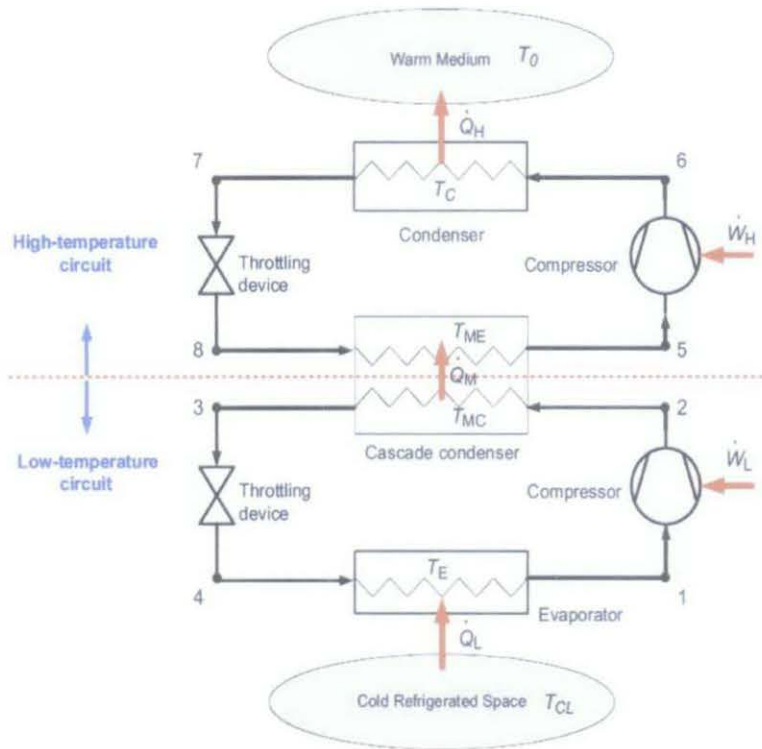 Warm Medium T0
Q̇H
7
6
TC
Condenser
ẆH
High-temperature
circuit
Throttling
device
Compressor
TME
8
5
Q̇M
3
2
TMC
Cascade condenser
Low-temperature
circuit
Throttling
device
Compressor
ẆL
TE
4
1
Evaporator
Q̇L
Cold Refrigerated Space TCL